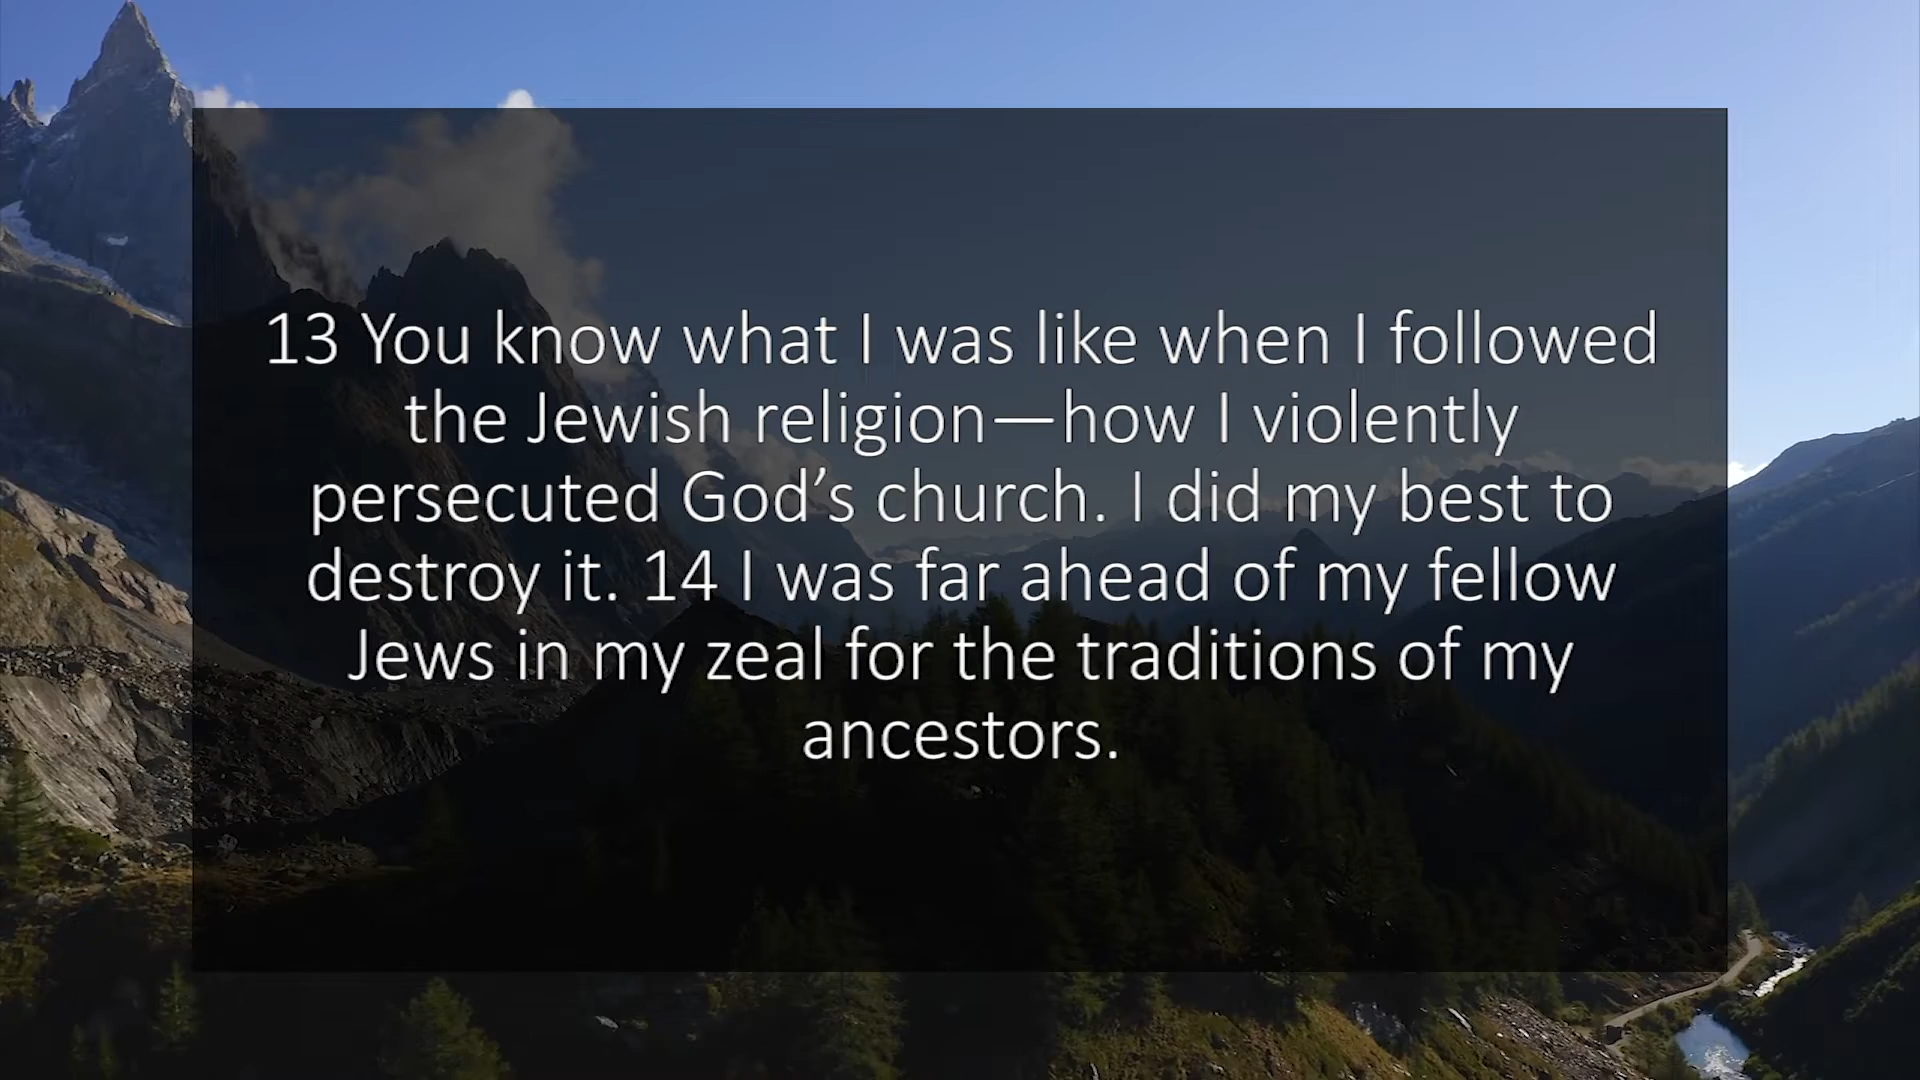 13 You know what I was like when I followed
the Jewish religion—how I violently
persecuted God’s church. I did my best to
destroy it. 14 I was far ahead of my fellow
Jews in my zeal for the traditions of my
ancestors.